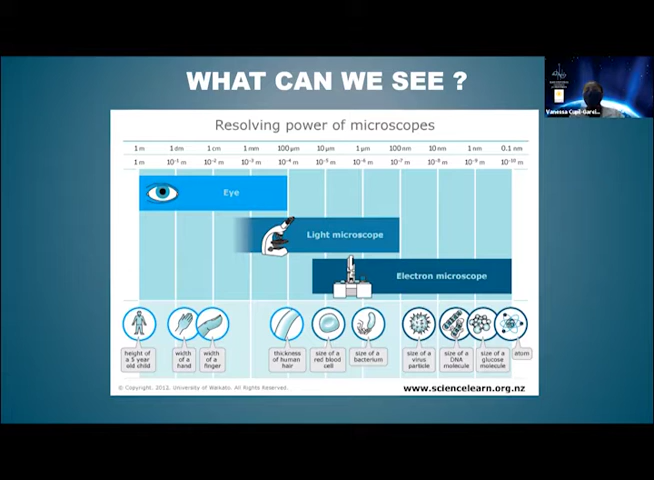 WHAT CAN WE SEE ?
Resolving power of microscopes
1 m 1 dm 1 cm 1 mm 100 µm 10 µm 1 µm 100 nm 10 nm 1 nm 0.1 nm
1 m 10⁻¹ m 10⁻² m 10⁻³ m 10⁻⁴ m 10⁻⁵ m 10⁻⁶ m 10⁻⁷ m 10⁻⁸ m 10⁻⁹ m 10⁻¹⁰ m
Eye
Light microscope
Electron microscope
height of a 5 year old child
width of a hand
width of a finger
thickness of human hair
size of a red blood cell
size of a bacterium
size of a virus particle
size of a DNA molecule
size of a glucose molecule
atom
© Copyright. 2012. University of Waikato. All Rights Reserved.
www.sciencelearn.org.nz